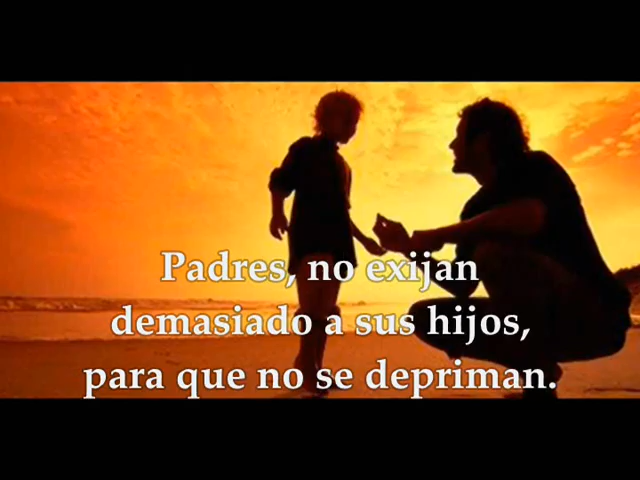 Padres, no exijan
demasiado a sus hijos,
para que no se depriman.